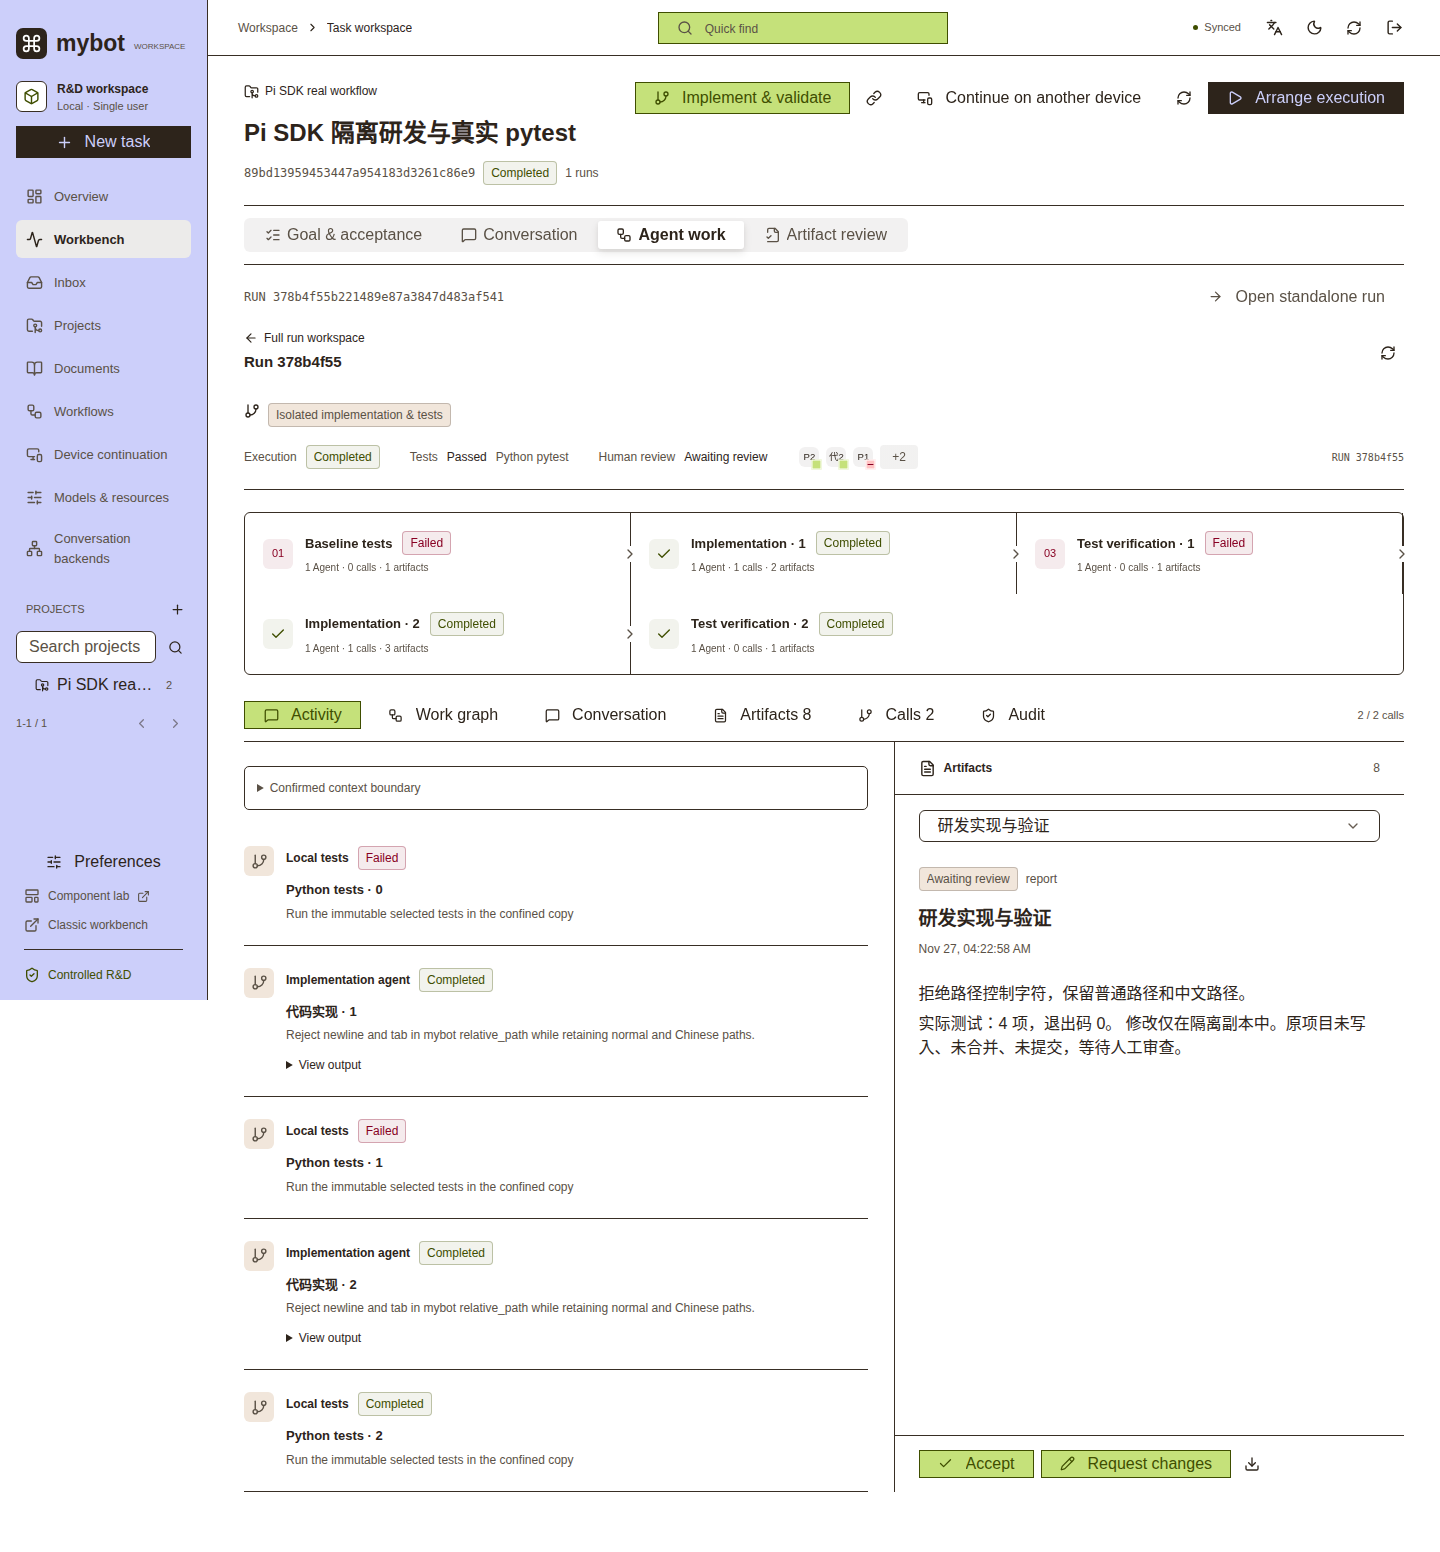 mybot WORKSPACE
R&D workspace
Local · Single user
New task
Overview
Workbench
Inbox
Projects
Documents
Workflows
Device continuation
Models & resources
Conversation
backends
PROJECTS
Search projects
Pi SDK rea… 2
1-1 / 1
Preferences
Component lab
Classic workbench
Controlled R&D
Workspace Task workspace
Quick find
Synced
Pi SDK real workflow
Implement & validate
Continue on another device
Arrange execution
Pi SDK 隔离研发与真实 pytest
89bd13959453447a954183d3261c86e9 Completed 1 runs
Goal & acceptance Conversation Agent work Artifact review
RUN 378b4f55b221489e87a3847d483af541
Open standalone run
Full run workspace
Run 378b4f55
Isolated implementation & tests
Execution Completed Tests Passed Python pytest Human review Awaiting review P2 代2 P1 +2 RUN 378b4f55
01 Baseline tests Failed
1 Agent · 0 calls · 1 artifacts
Implementation · 1 Completed
1 Agent · 1 calls · 2 artifacts
03 Test verification · 1 Failed
1 Agent · 0 calls · 1 artifacts
Implementation · 2 Completed
1 Agent · 1 calls · 3 artifacts
Test verification · 2 Completed
1 Agent · 0 calls · 1 artifacts
Activity Work graph Conversation Artifacts 8 Calls 2 Audit 2 / 2 calls
Confirmed context boundary
Local tests Failed
Python tests · 0
Run the immutable selected tests in the confined copy
Implementation agent Completed
代码实现 · 1
Reject newline and tab in mybot relative_path while retaining normal and Chinese paths.
View output
Local tests Failed
Python tests · 1
Run the immutable selected tests in the confined copy
Implementation agent Completed
代码实现 · 2
Reject newline and tab in mybot relative_path while retaining normal and Chinese paths.
View output
Local tests Completed
Python tests · 2
Run the immutable selected tests in the confined copy
Artifacts 8
研发实现与验证
Awaiting review report
研发实现与验证
Nov 27, 04:22:58 AM
拒绝路径控制字符，保留普通路径和中文路径。
实际测试：4 项，退出码 0。 修改仅在隔离副本中。原项目未写
入、未合并、未提交，等待人工审查。
Accept Request changes